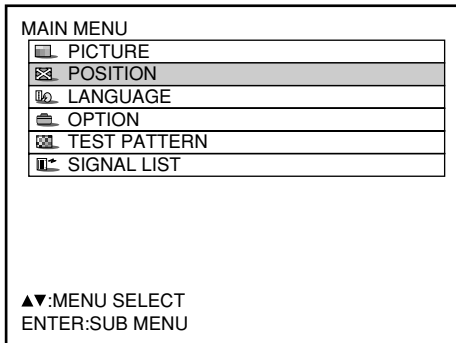 MAIN MENU
PICTURE
POSITION
LANGUAGE
OPTION
TEST PATTERN
SIGNAL LIST
▲▼:MENU SELECT
ENTER:SUB MENU